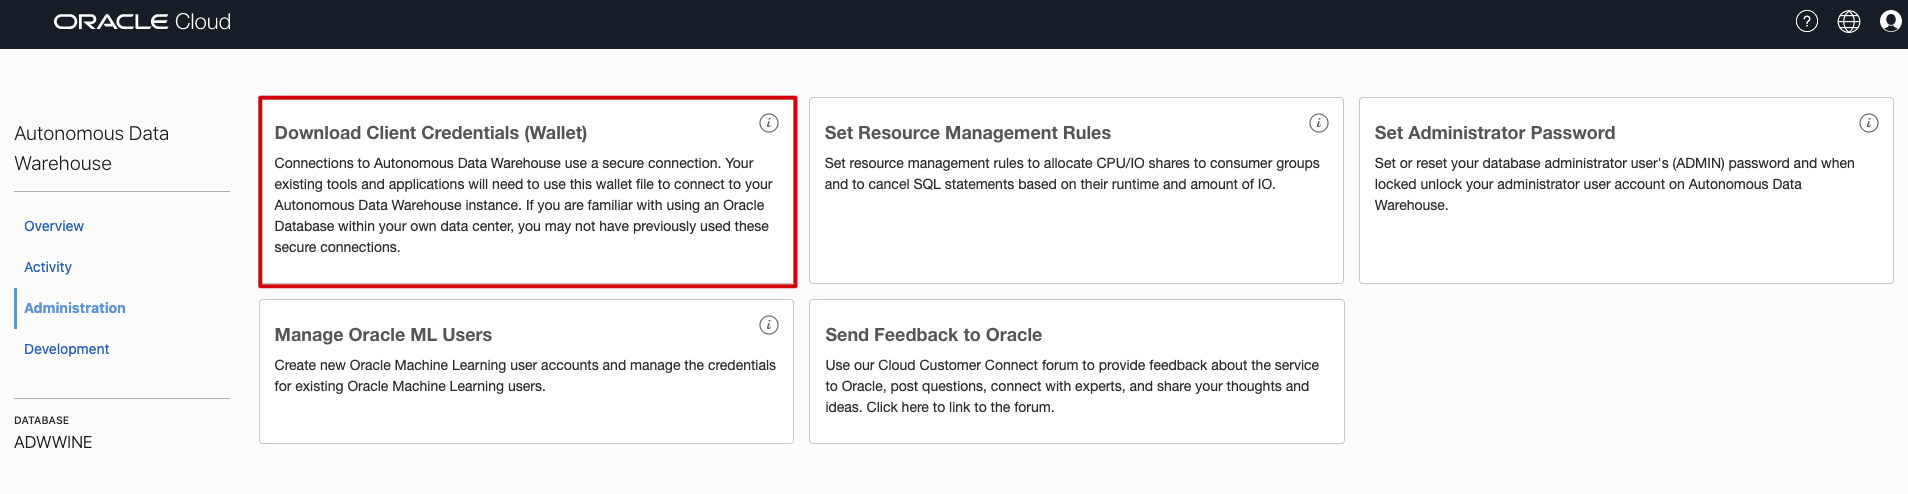 ORACLE Cloud
Autonomous Data
Warehouse
Overview
Activity
Administration
Development
DATABASE
ADWWINE
Download Client Credentials (Wallet)
Connections to Autonomous Data Warehouse use a secure connection. Your
existing tools and applications will need to use this wallet file to connect to your
Autonomous Data Warehouse instance. If you are familiar with using an Oracle
Database within your own data center, you may not have previously used these
secure connections.
Set Resource Management Rules
Set resource management rules to allocate CPU/IO shares to consumer groups
and to cancel SQL statements based on their runtime and amount of IO.
Set Administrator Password
Set or reset your database administrator user's (ADMIN) password and when
locked unlock your administrator user account on Autonomous Data
Warehouse.
Manage Oracle ML Users
Create new Oracle Machine Learning user accounts and manage the credentials
for existing Oracle Machine Learning users.
Send Feedback to Oracle
Use our Cloud Customer Connect forum to provide feedback about the service
to Oracle, post questions, connect with experts, and share your thoughts and
ideas. Click here to link to the forum.